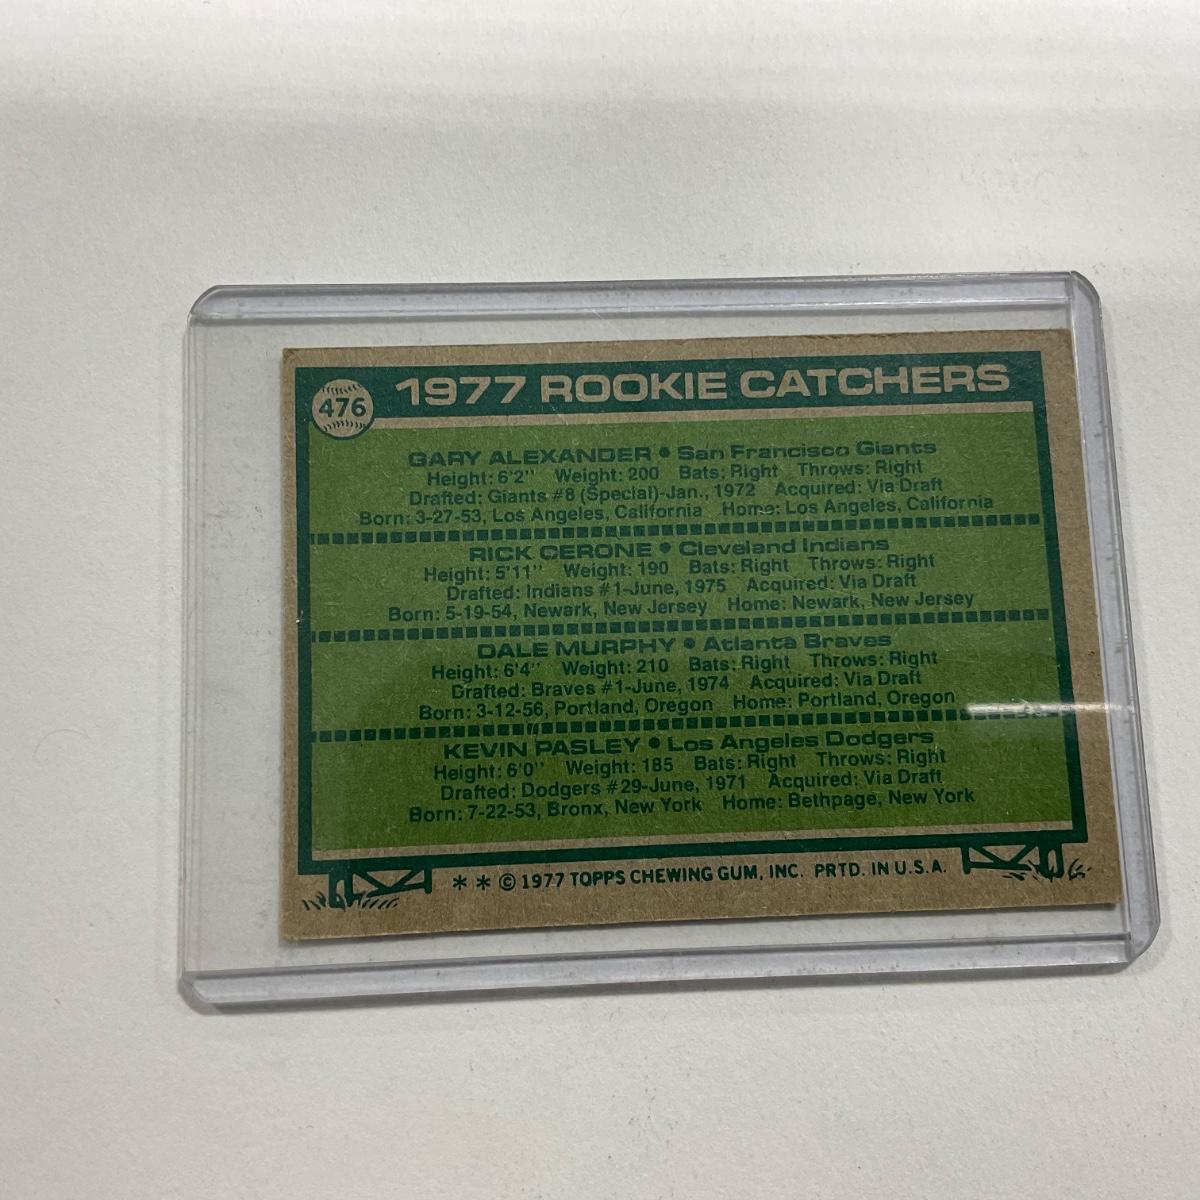 476
1977 ROOKIE CATCHERS
GARY ALEXANDER • San Francisco Giants
Height: 6'2" Weight: 200 Bats: Right Throws: Right
Drafted: Giants #8 (Special)-Jan., 1972 Acquired: Via Draft
Born: 3-27-53, Los Angeles, California Home: Los Angeles, California
RICK CERONE • Cleveland Indians
Height: 5'11" Weight: 190 Bats: Right Throws: Right
Drafted: Indians #1-June, 1975 Acquired: Via Draft
Born: 5-19-54, Newark, New Jersey Home: Newark, New Jersey
DALE MURPHY • Atlanta Braves
Height: 6'4" Weight: 210 Bats: Right Throws: Right
Drafted: Braves #1-June, 1974 Acquired: Via Draft
Born: 3-12-56, Portland, Oregon Home: Portland, Oregon
KEVIN PASLEY • Los Angeles Dodgers
Height: 6'0" Weight: 185 Bats: Right Throws: Right
Drafted: Dodgers #29-June, 1971 Acquired: Via Draft
Born: 7-22-53, Bronx, New York Home: Bethpage, New York
* * © 1977 TOPPS CHEWING GUM, INC. PRTD. IN U.S.A.